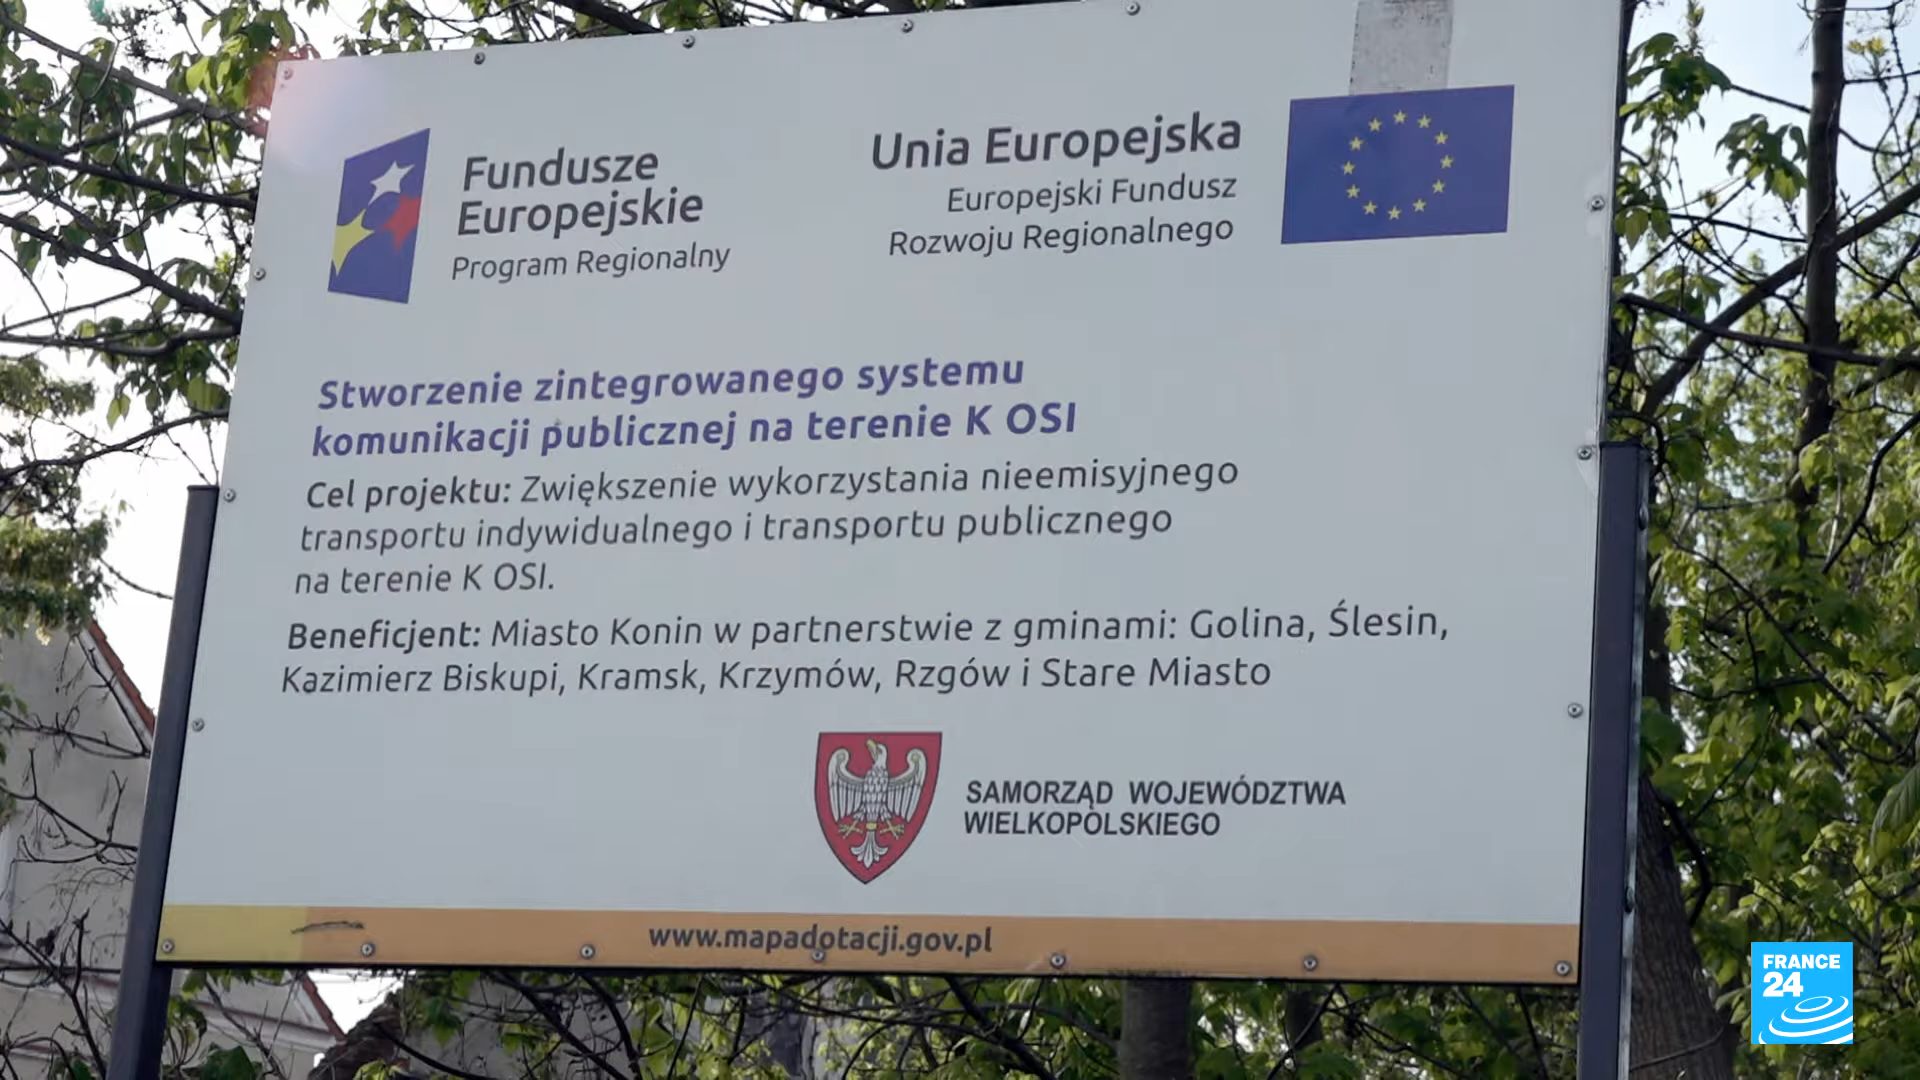 Fundusze
Europejskie
Program Regionalny
Unia Europejska
Europejski Fundusz
Rozwoju Regionalnego
Stworzenie zintegrowanego systemu
komunikacji publicznej na terenie K OSI
Cel projektu: Zwiększenie wykorzystania nieemisyjnego
transportu indywidualnego i transportu publicznego
na terenie K OSI.
Beneficjent: Miasto Konin w partnerstwie z gminami: Golina, Ślesin,
Kazimierz Biskupi, Kramsk, Krzymów, Rzgów i Stare Miasto
SAMORZĄD WOJEWÓDZTWA
WIELKOPOLSKIEGO
www.mapadotacji.gov.pl
FRANCE
24